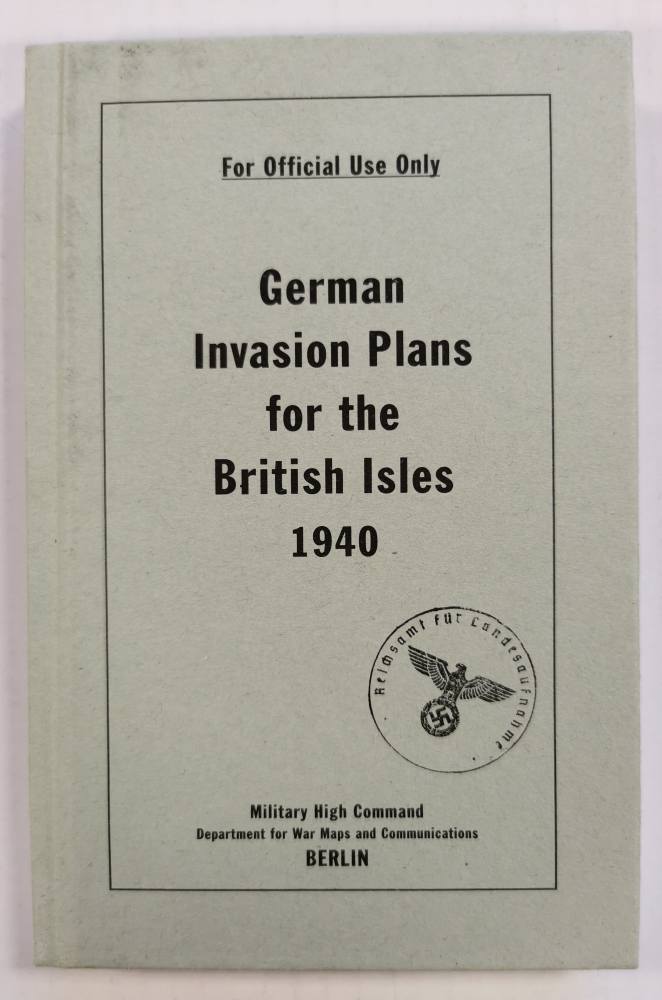 For Official Use Only
German
Invasion Plans
for the
British Isles
1940
Reichsamt für Landesaufnahme
Military High Command
Department for War Maps and Communications
BERLIN